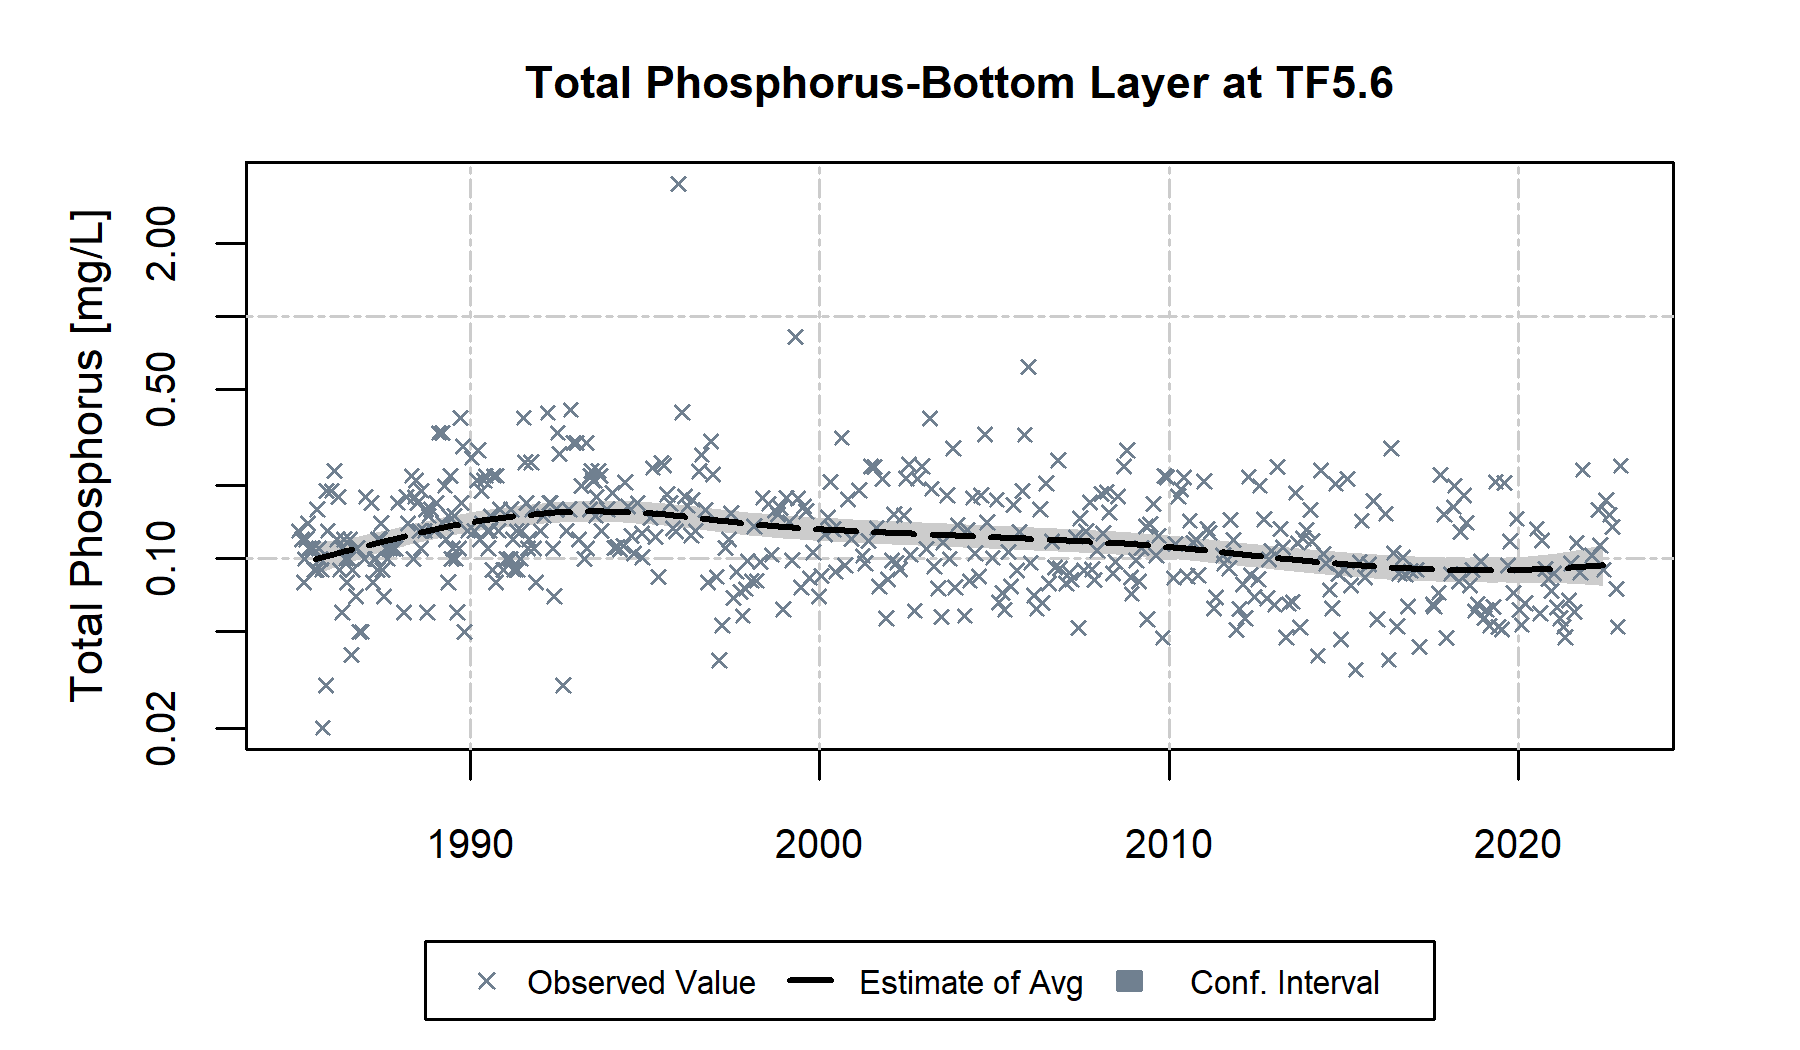 Total Phosphorus-Bottom Layer at TF5.6
Total Phosphorus [mg/L]
2.00
0.50
0.10
0.02
1990 2000 2010 2020
Observed Value Estimate of Avg Conf. Interval